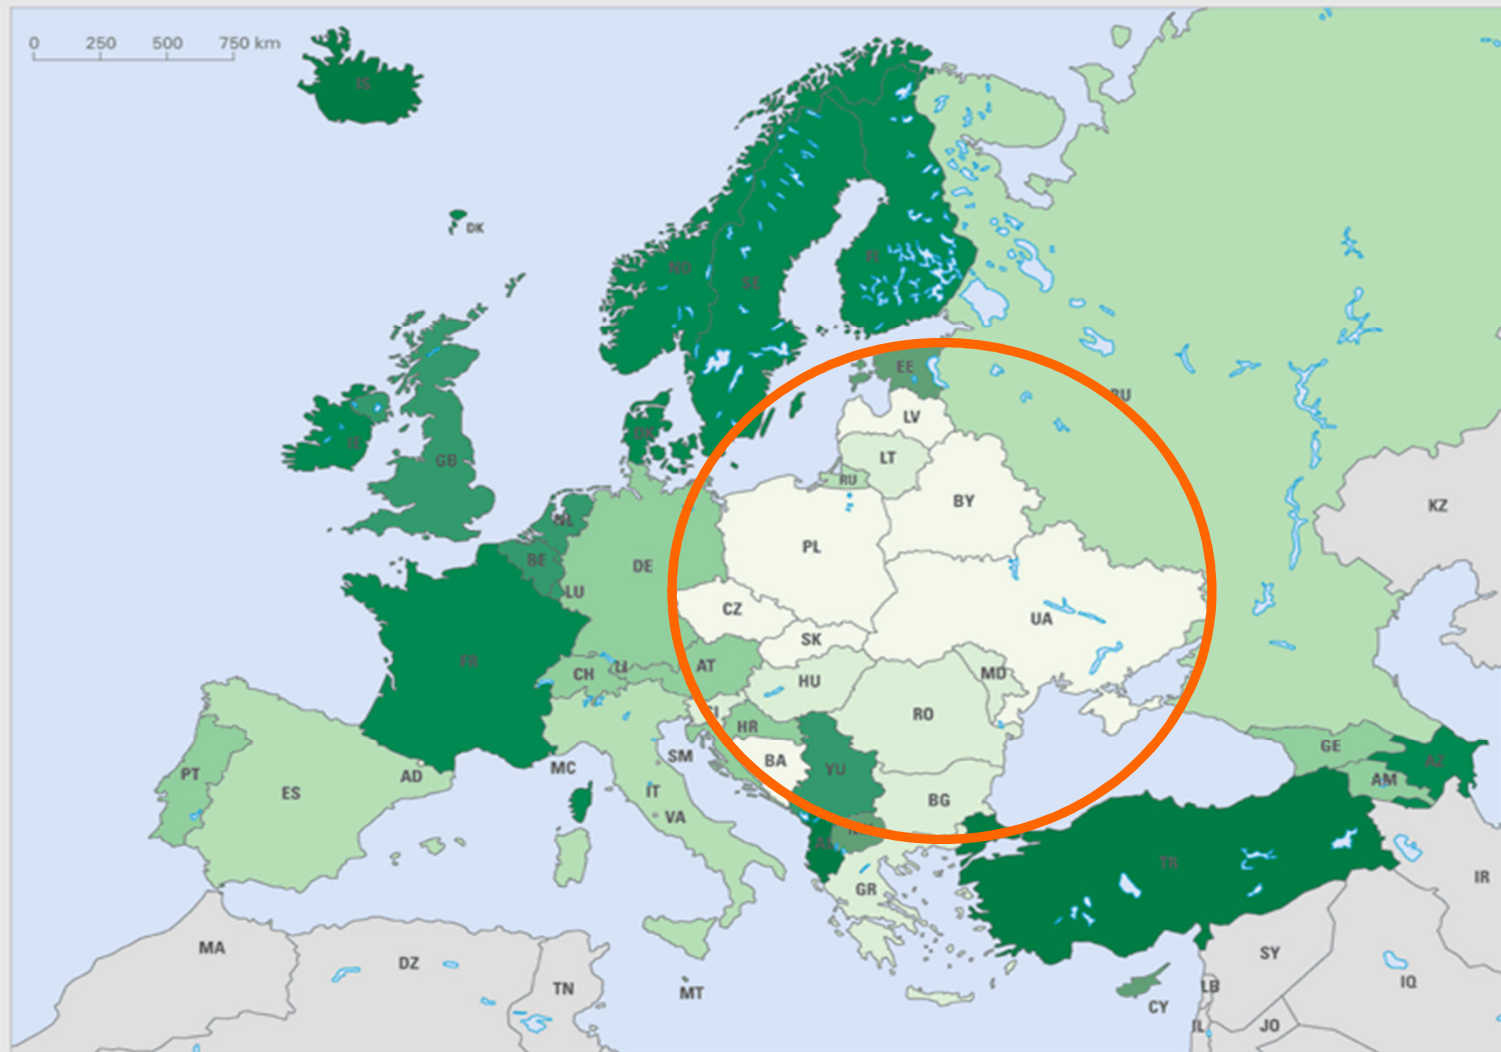 0 250 500 750 km
IS
DK
NO
SE
FI
EE
RU
LV
IE
DK
GB
LT
RU
BY
KZ
NL
PL
BE
DE
LU
CZ
UA
SK
FR
CH
LI
AT
HU
MD
RO
HR
GE
SM
BA
AZ
MC
YU
PT
AD
AM
ES
IT
BG
VA
TR
GR
IR
MA
DZ
SY
TN
MT
CY
LB
IQ
IL
JO